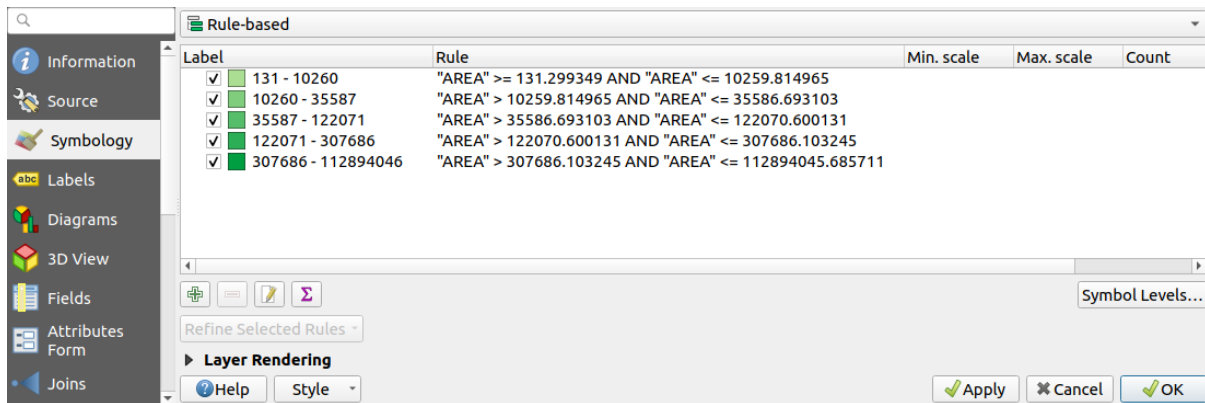 Rule-based
Information
Source
Symbology
Labels
Diagrams
3D View
Fields
Attributes
Form
Joins
abc
Label Rule Min. scale Max. scale Count
131 - 10260 "AREA" >= 131.299349 AND "AREA" <= 10259.814965
10260 - 35587 "AREA" > 10259.814965 AND "AREA" <= 35586.693103
35587 - 122071 "AREA" > 35586.693103 AND "AREA" <= 122070.600131
122071 - 307686 "AREA" > 122070.600131 AND "AREA" <= 307686.103245
307686 - 112894046 "AREA" > 307686.103245 AND "AREA" <= 112894045.685711
Σ
Symbol Levels...
Refine Selected Rules
Layer Rendering
Help Style Apply Cancel OK